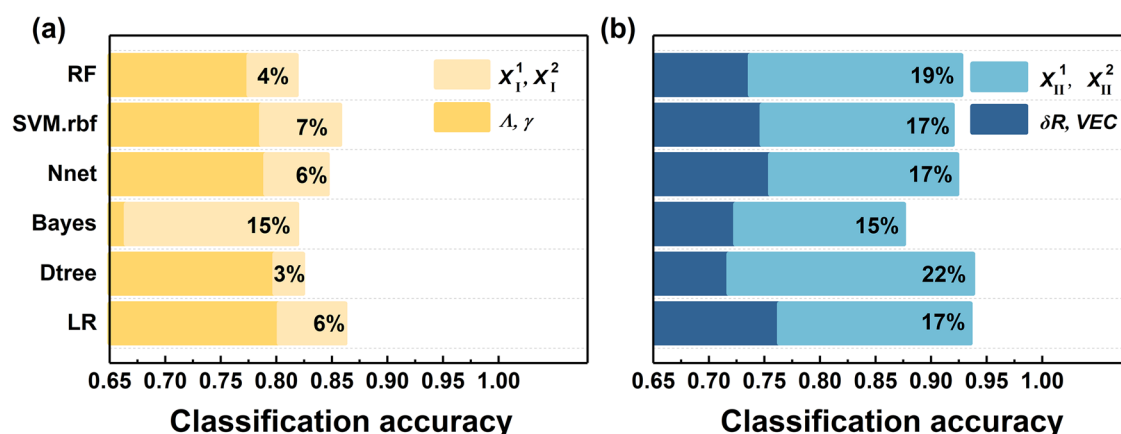 (a)
RF
SVM.rbf
Nnet
Bayes
Dtree
LR
4%
7%
6%
15%
3%
6%
X_I^1, X_I^2
Λ, γ
0.65 0.70 0.75 0.80 0.85 0.90 0.95 1.00
Classification accuracy
(b)
19%
17%
17%
15%
22%
17%
X_II^1, X_II^2
δR, VEC
0.65 0.70 0.75 0.80 0.85 0.90 0.95 1.00
Classification accuracy